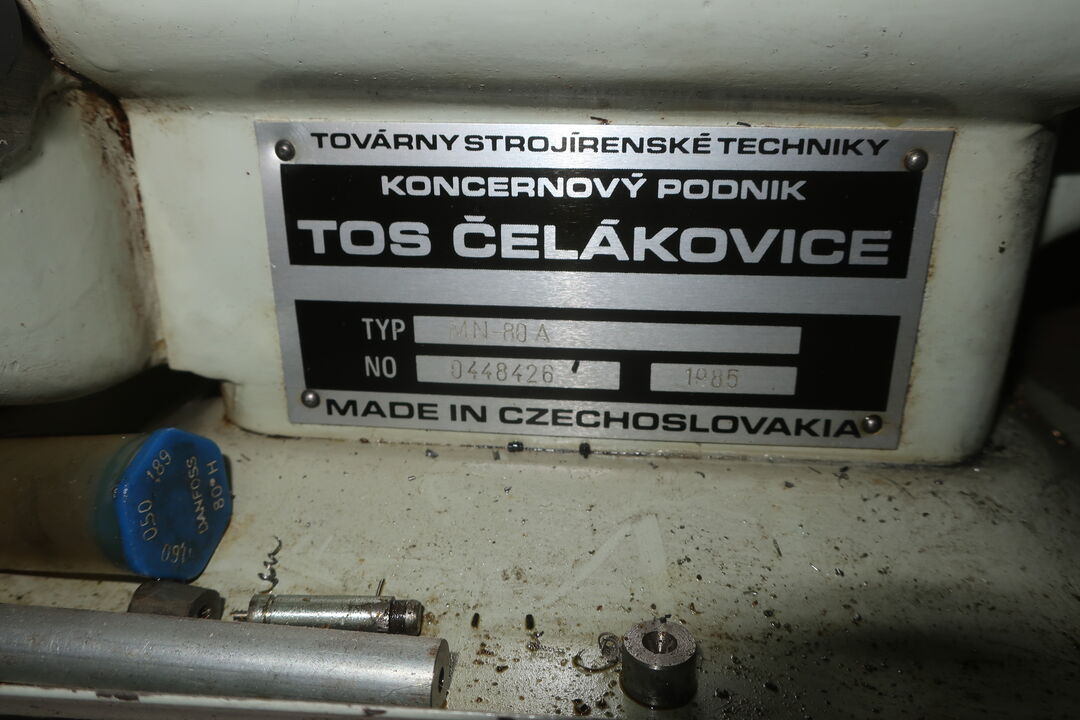 TOVÁRNY STROJÍRENSKÉ TECHNIKY
KONCERNOVÝ PODNIK
TOS ČELÁKOVICE
TYP MN-80 A
NO 0448426 1985
MADE IN CZECHOSLOVAKIA
050 189
DANFOSS
80°H